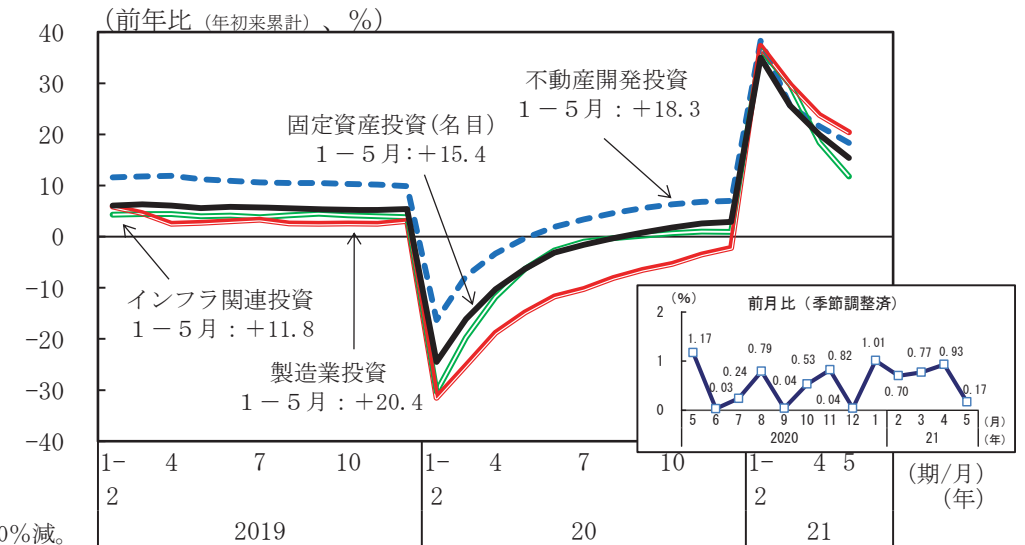 (前年比 (年初来累計) 、%)
40
30
20
10
0
−10
−20
−30
−40
不動産開発投資
1−5月:+18.3
固定資産投資(名目)
1−5月:+15.4
インフラ関連投資
1−5月:+11.8
製造業投資
1−5月:+20.4
(%)
前月比(季節調整済)
2
1
0
1.17
0.03
0.24
0.79
0.04
0.53
0.82
0.04
1.01
0.70
0.77
0.93
0.17
5 6 7 8 9 10 11 12 1 2 3 4 5 (月)
2020 21 (年)
1-2 4 7 10 1-2 4 7 10 1-2 4 5 (期/月)
(年)
2019 20 21
0%減。